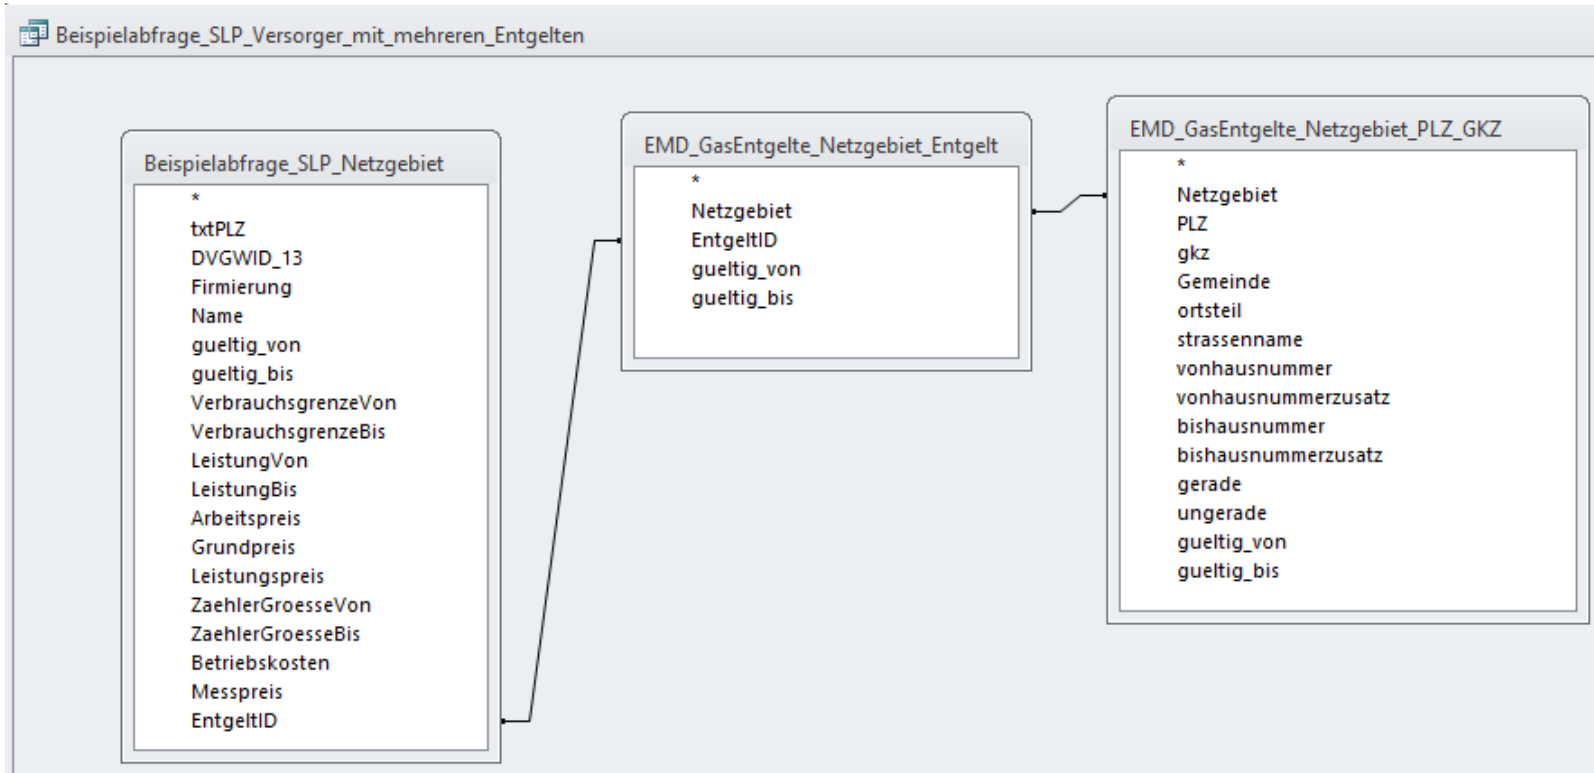 Beispielabfrage_SLP_Versorger_mit_mehreren_Entgelten
Beispielabfrage_SLP_Netzgebiet
*
txtPLZ
DVGWID_13
Firmierung
Name
gueltig_von
gueltig_bis
VerbrauchsgrenzeVon
VerbrauchsgrenzeBis
LeistungVon
LeistungBis
Arbeitspreis
Grundpreis
Leistungspreis
ZaehlerGroesseVon
ZaehlerGroesseBis
Betriebskosten
Messpreis
EntgeltID
EMD_GasEntgelte_Netzgebiet_Entgelt
*
Netzgebiet
EntgeltID
gueltig_von
gueltig_bis
EMD_GasEntgelte_Netzgebiet_PLZ_GKZ
*
Netzgebiet
PLZ
gkz
Gemeinde
ortsteil
strassenname
vonhausnummer
vonhausnummerzusatz
bishausnummer
bishausnummerzusatz
gerade
ungerade
gueltig_von
gueltig_bis